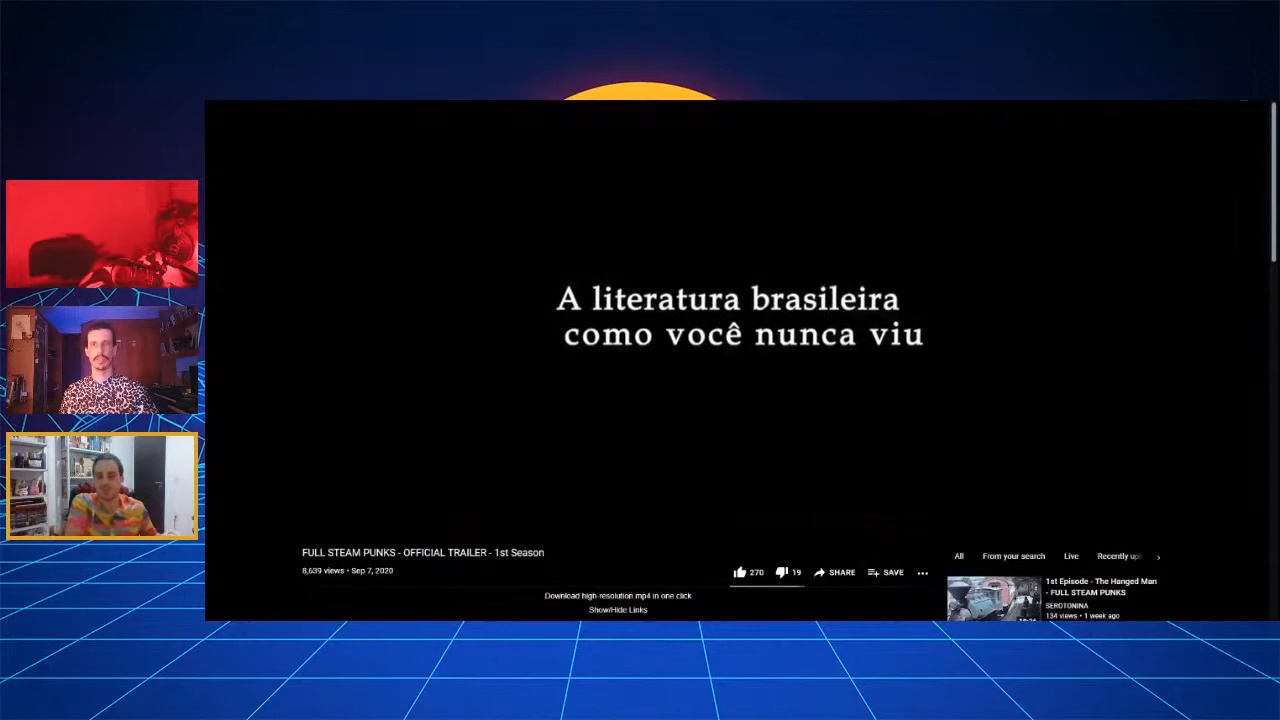 A literatura brasileira
como você nunca viu
FULL STEAM PUNKS - OFFICIAL TRAILER - 1st Season
8,639 views • Sep 7, 2020
270 19 SHARE SAVE
Download high-resolution mp4 in one click
Show/Hide Links
All From your search Live Recently
1st Episode - The Hanged Man
- FULL STEAM PUNKS
SEROTONINA
134 views • 1 week ago